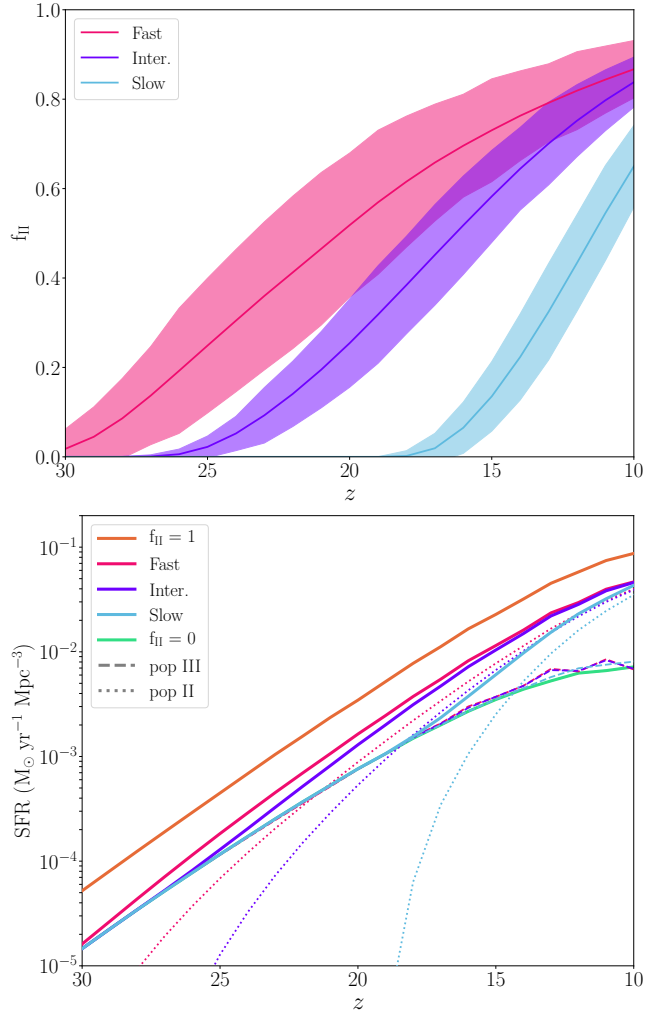 1.0
0.8
0.6
0.4
0.2
0.0
f_II
Fast
Inter.
Slow
30 25 20 15 10
z
10^−1
10^−2
10^−3
10^−4
10^−5
SFR (M_⊙ yr^−1 Mpc^−3)
f_II = 1
Fast
Inter.
Slow
f_II = 0
pop III
pop II
30 25 20 15 10
z